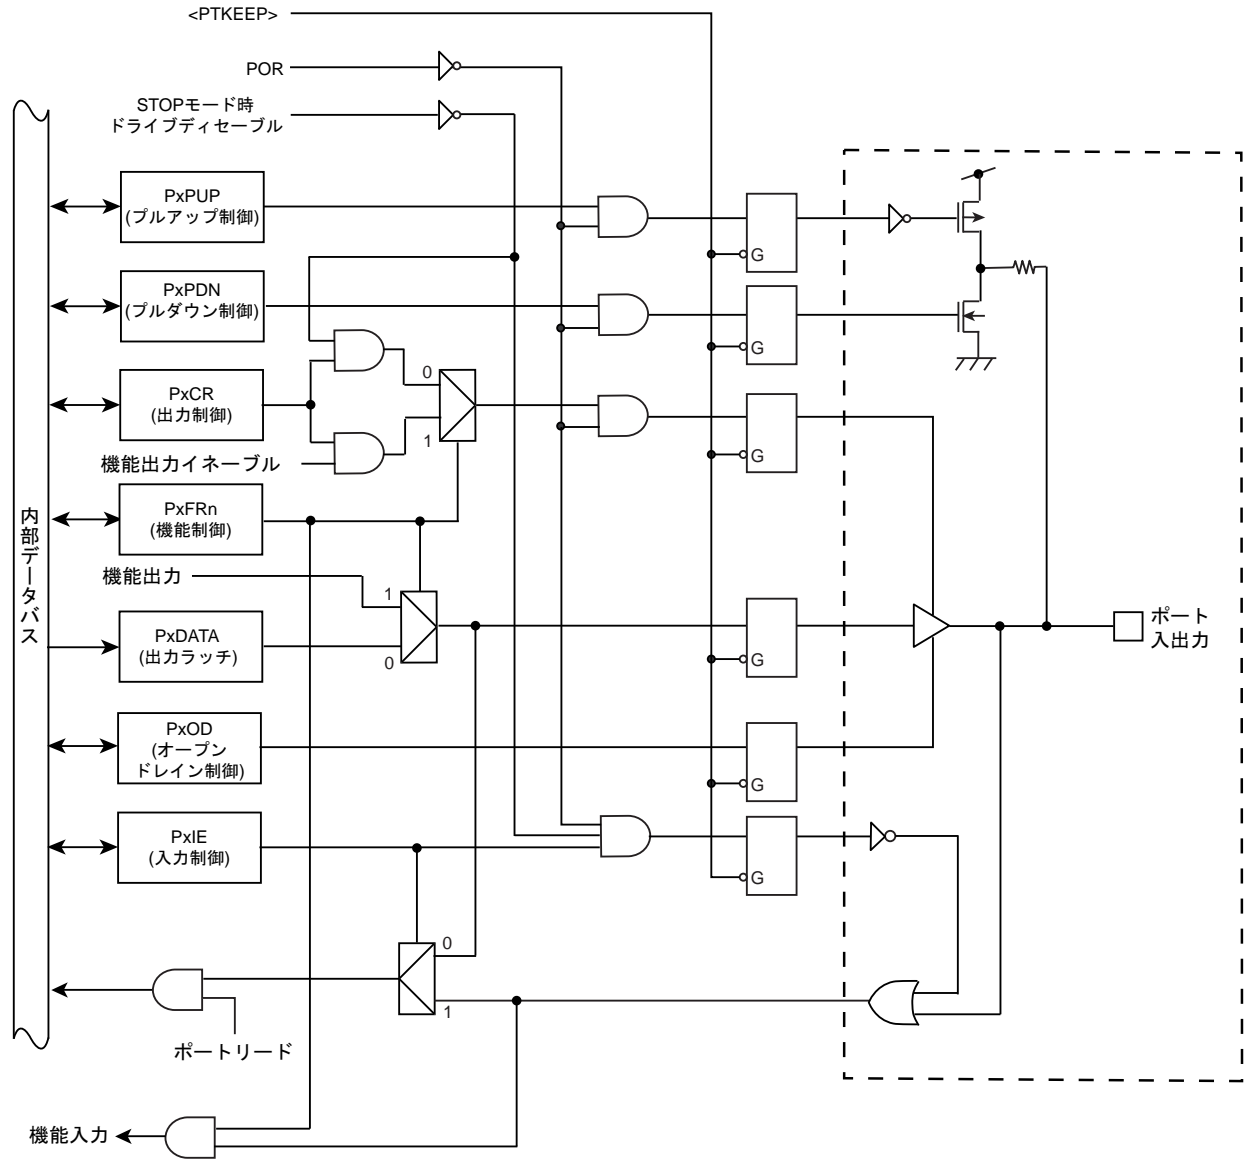 <PTKEEP>
POR
STOPモード時
ドライブディセーブル
PxPUP
(プルアップ制御)
G
PxPDN
(プルダウン制御)
G
PxCR
(出力制御)
0
1
G
機能出力イネーブル
PxFRn
(機能制御)
内部データバス
機能出力
1
0
PxDATA
(出力ラッチ)
G
ポート
入出力
PxOD
(オープン
ドレイン制御)
G
PxIE
(入力制御)
G
0
1
ポートリード
機能入力